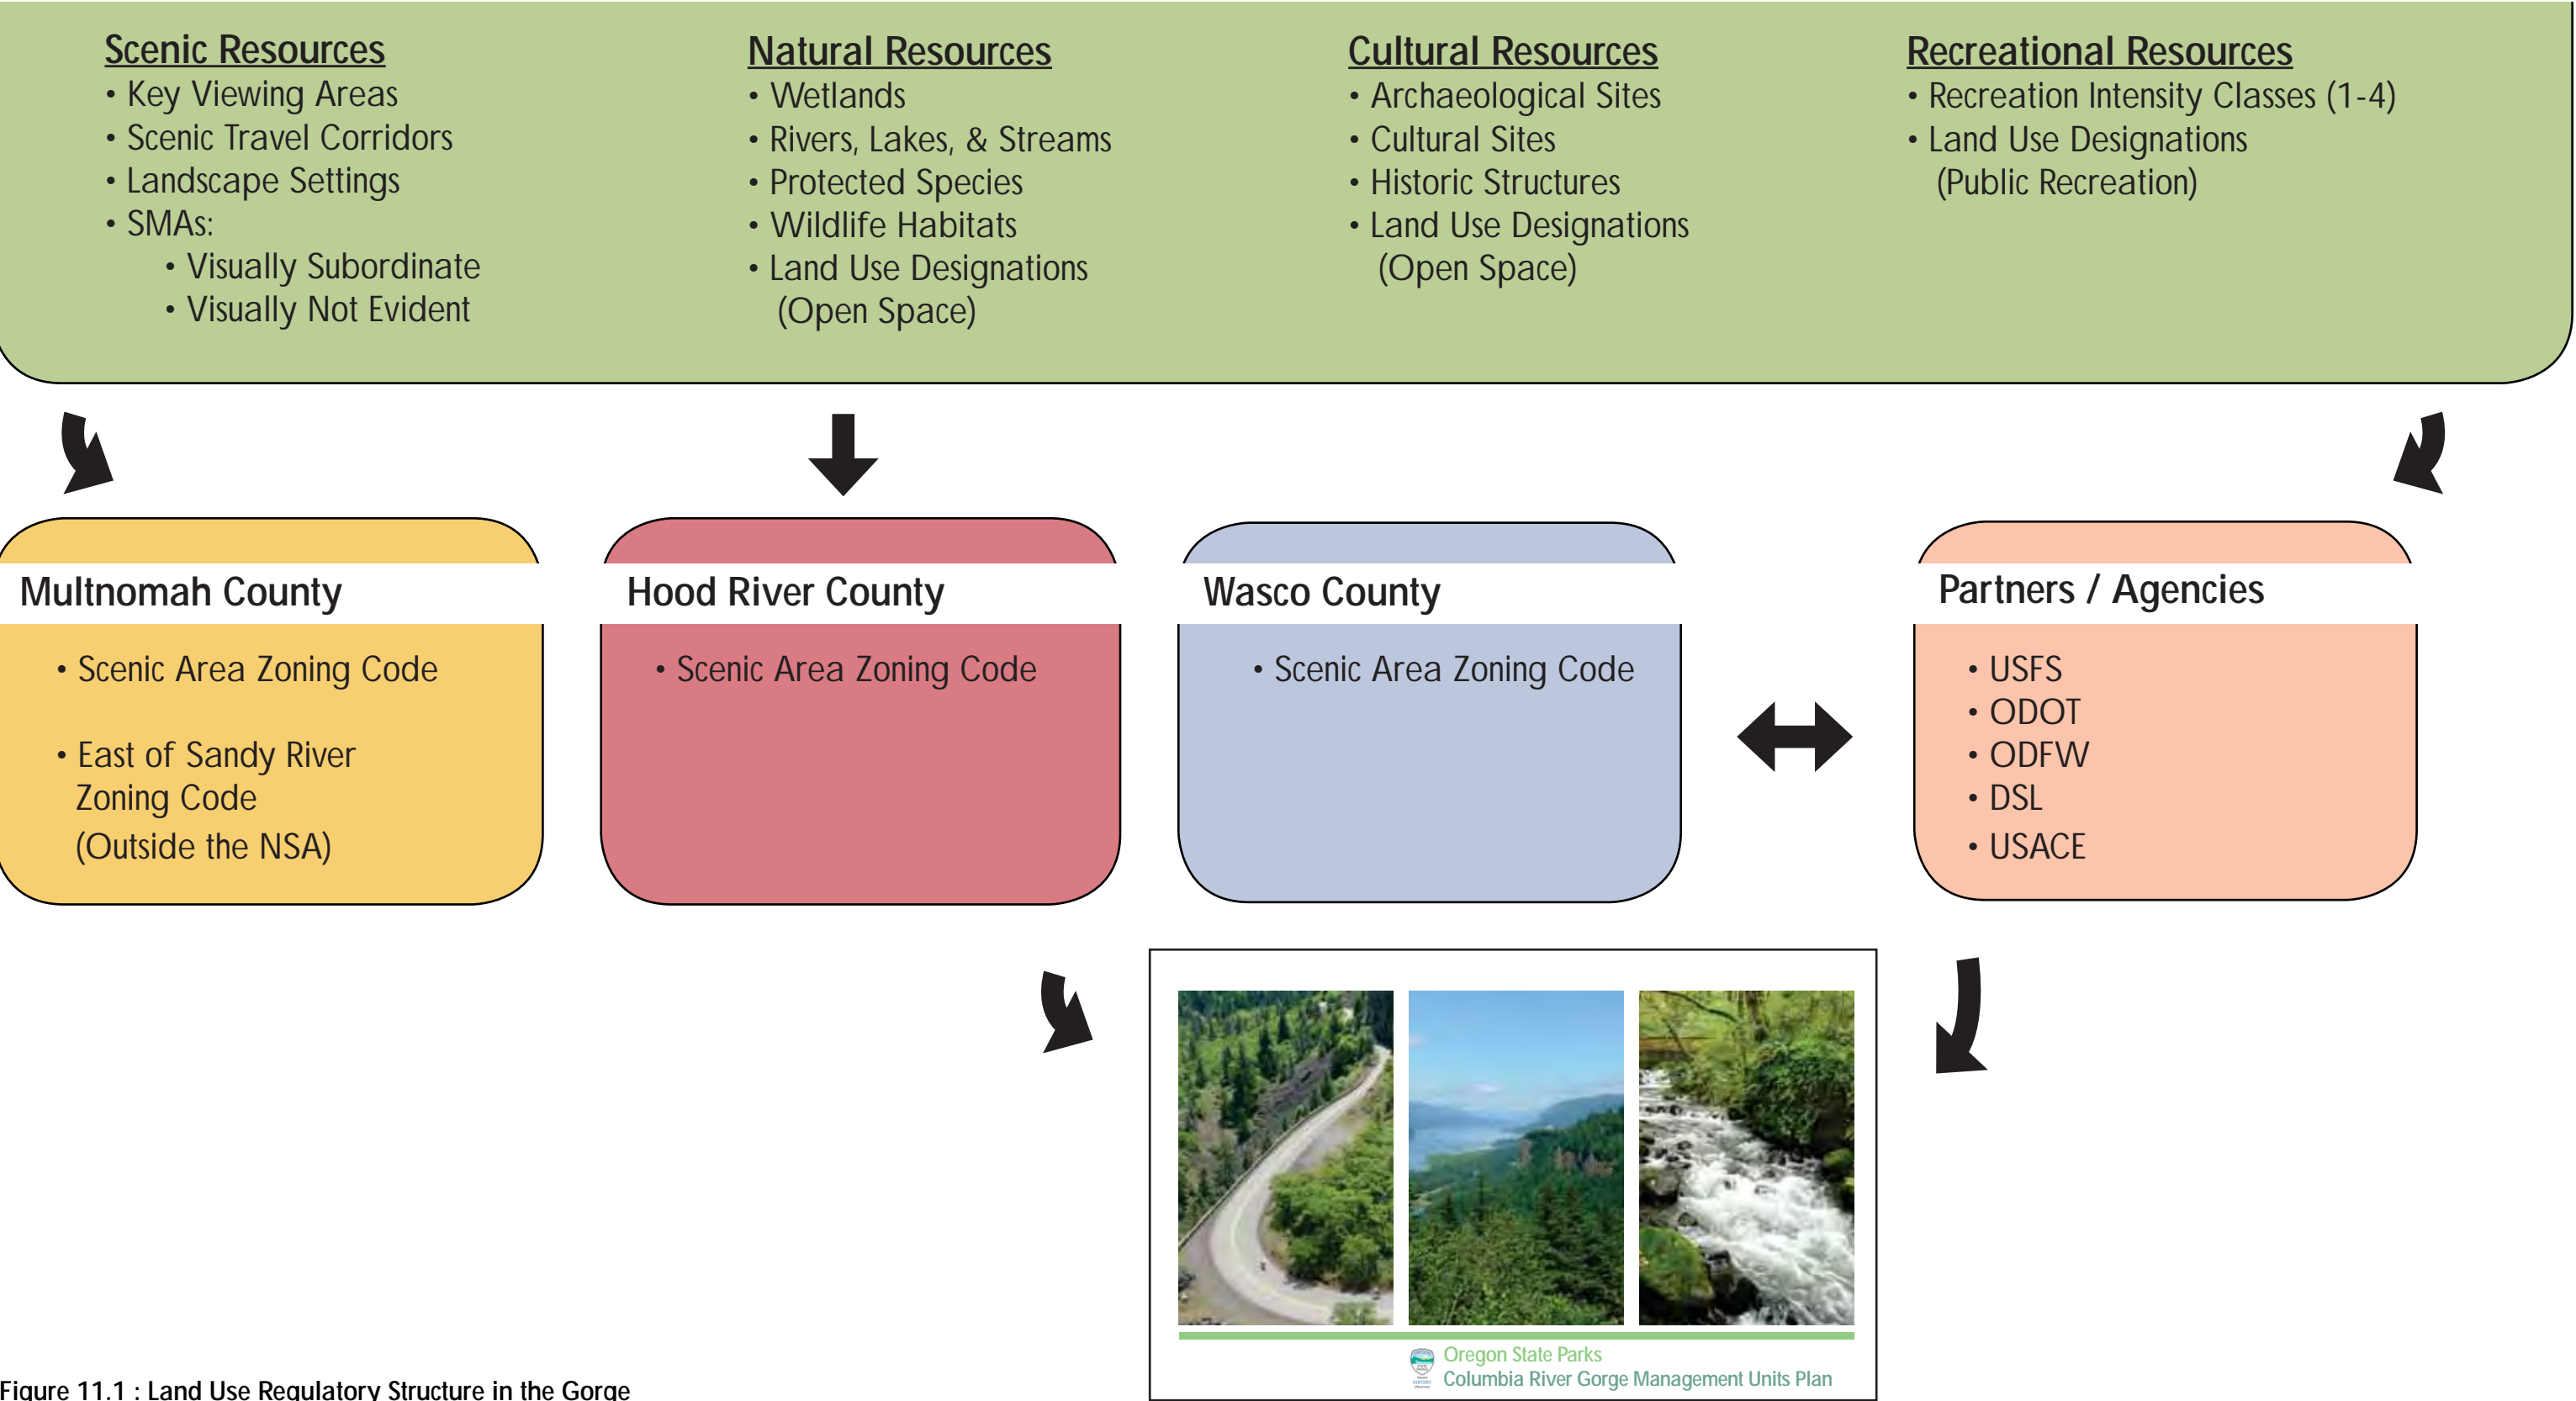 Scenic Resources
• Key Viewing Areas
• Scenic Travel Corridors
• Landscape Settings
• SMAs:
• Visually Subordinate
• Visually Not Evident
Natural Resources
• Wetlands
• Rivers, Lakes, & Streams
• Protected Species
• Wildlife Habitats
• Land Use Designations
(Open Space)
Cultural Resources
• Archaeological Sites
• Cultural Sites
• Historic Structures
• Land Use Designations
(Open Space)
Recreational Resources
• Recreation Intensity Classes (1-4)
• Land Use Designations
(Public Recreation)
Multnomah County
• Scenic Area Zoning Code
• East of Sandy River
Zoning Code
(Outside the NSA)
Hood River County
• Scenic Area Zoning Code
Wasco County
• Scenic Area Zoning Code
Partners / Agencies
• USFS
• ODOT
• ODFW
• DSL
• USACE
Oregon State Parks
Columbia River Gorge Management Units Plan
Figure 11.1 : Land Use Regulatory Structure in the Gorge